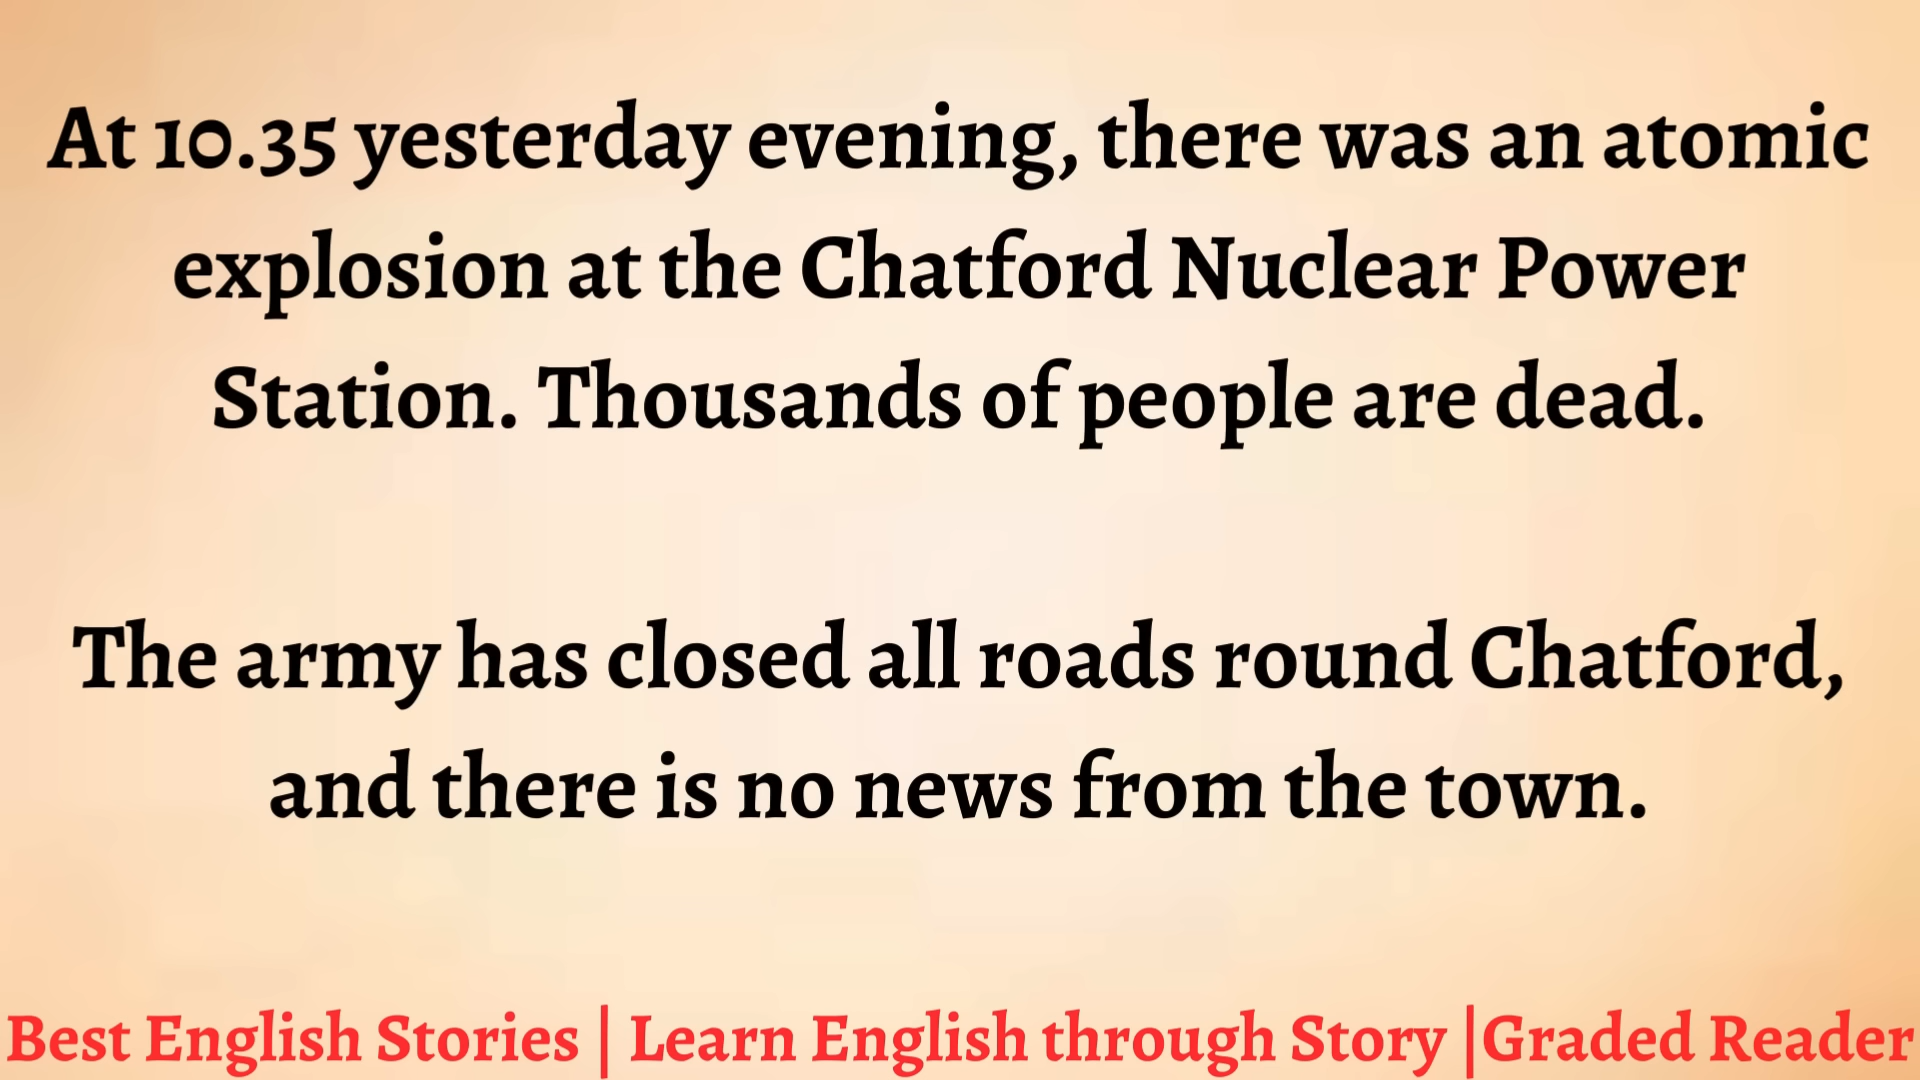 At 10.35 yesterday evening, there was an atomic
explosion at the Chatford Nuclear Power
Station. Thousands of people are dead.
The army has closed all roads round Chatford,
and there is no news from the town.
Best English Stories | Learn English through Story |Graded Reader